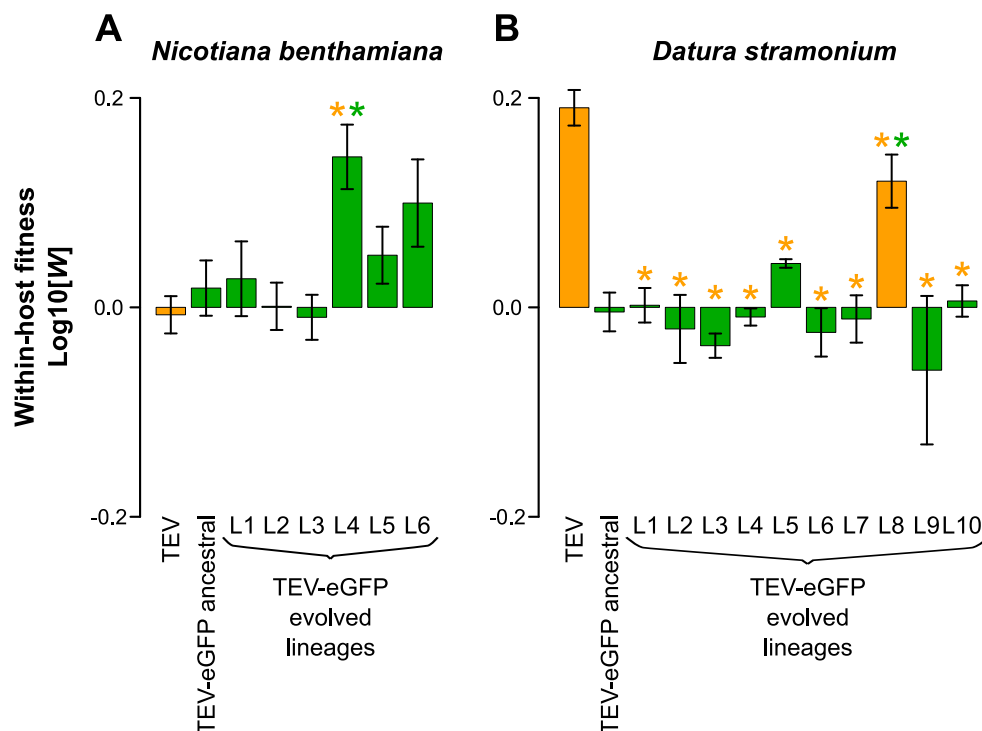 A
Nicotiana benthamiana
B
Datura stramonium
Within-host fitness
Log10[W]
0.2
0.0
-0.2
* *
TEV
TEV-eGFP ancestral
L1 L2 L3 L4 L5 L6
TEV-eGFP
evolved
lineages
0.2
0.0
-0.2
* * * * * * * * * * *
TEV
TEV-eGFP ancestral
L1 L2 L3 L4 L5 L6 L7 L8 L9 L10
TEV-eGFP
evolved
lineages